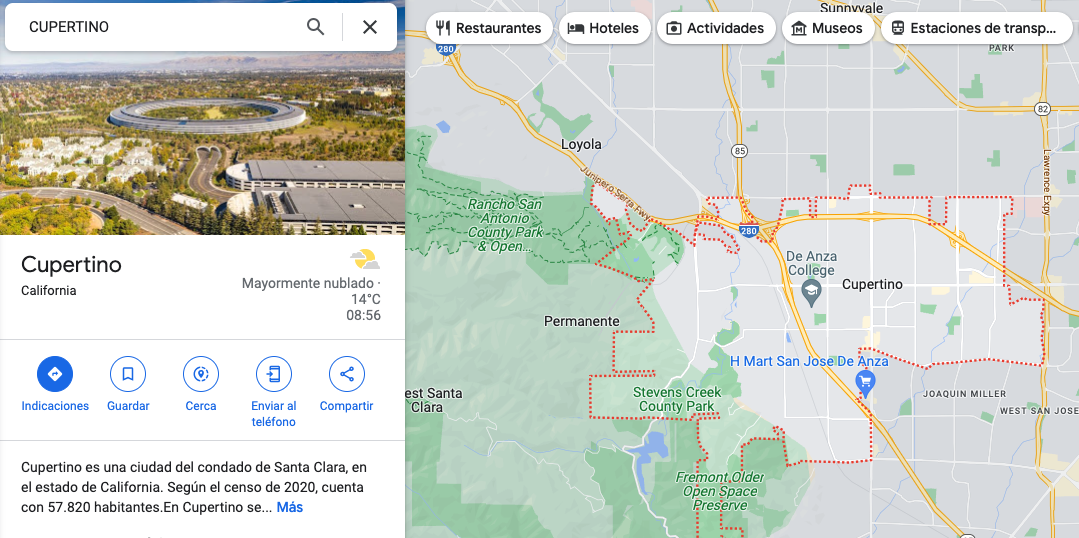 CUPERTINO
Cupertino
California
Mayormente nublado ·
14°C
08:56
Indicaciones
Guardar
Cerca
Enviar al
teléfono
Compartir
Cupertino es una ciudad del condado de Santa Clara, en
el estado de California. Según el censo de 2020, cuenta
con 57.820 habitantes.En Cupertino se... Más
Restaurantes
Hoteles
Actividades
Museos
Estaciones de transp...
Sunnyvale
PARK
280
82
85
Loyola
Junipero Serra Fwy
Lawrence Expy
Rancho San
Antonio
County Park
& Open...
280
De Anza
College
Cupertino
Permanente
H Mart San Jose De Anza
est Santa
Clara
Stevens Creek
County Park
JOAQUIN MILLER
WEST SAN JOSE
Fremont Older
Open Space
Preserve